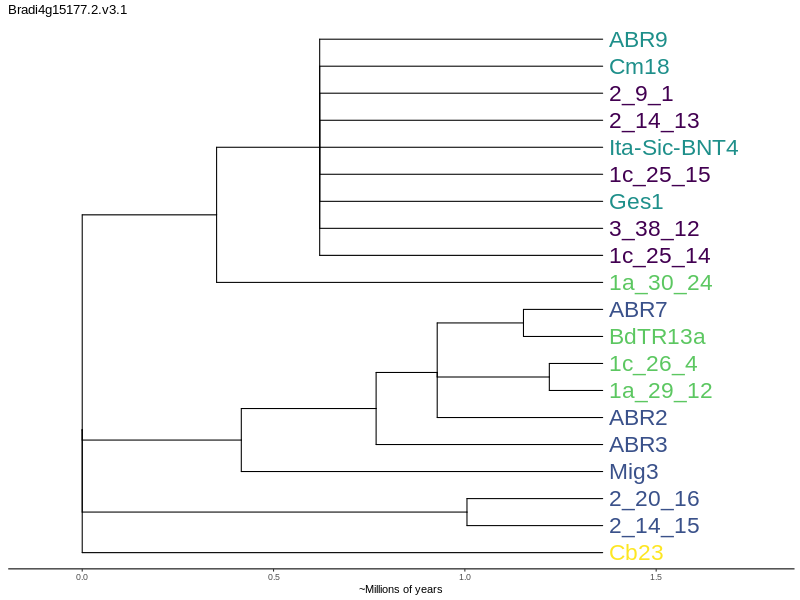 Bradi4g15177.2.v3.1
ABR9
Cm18
2_9_1
2_14_13
Ita-Sic-BNT4
1c_25_15
Ges1
3_38_12
1c_25_14
1a_30_24
ABR7
BdTR13a
1c_26_4
1a_29_12
ABR2
ABR3
Mig3
2_20_16
2_14_15
Cb23
0.0 0.5 1.0 1.5
~Millions of years